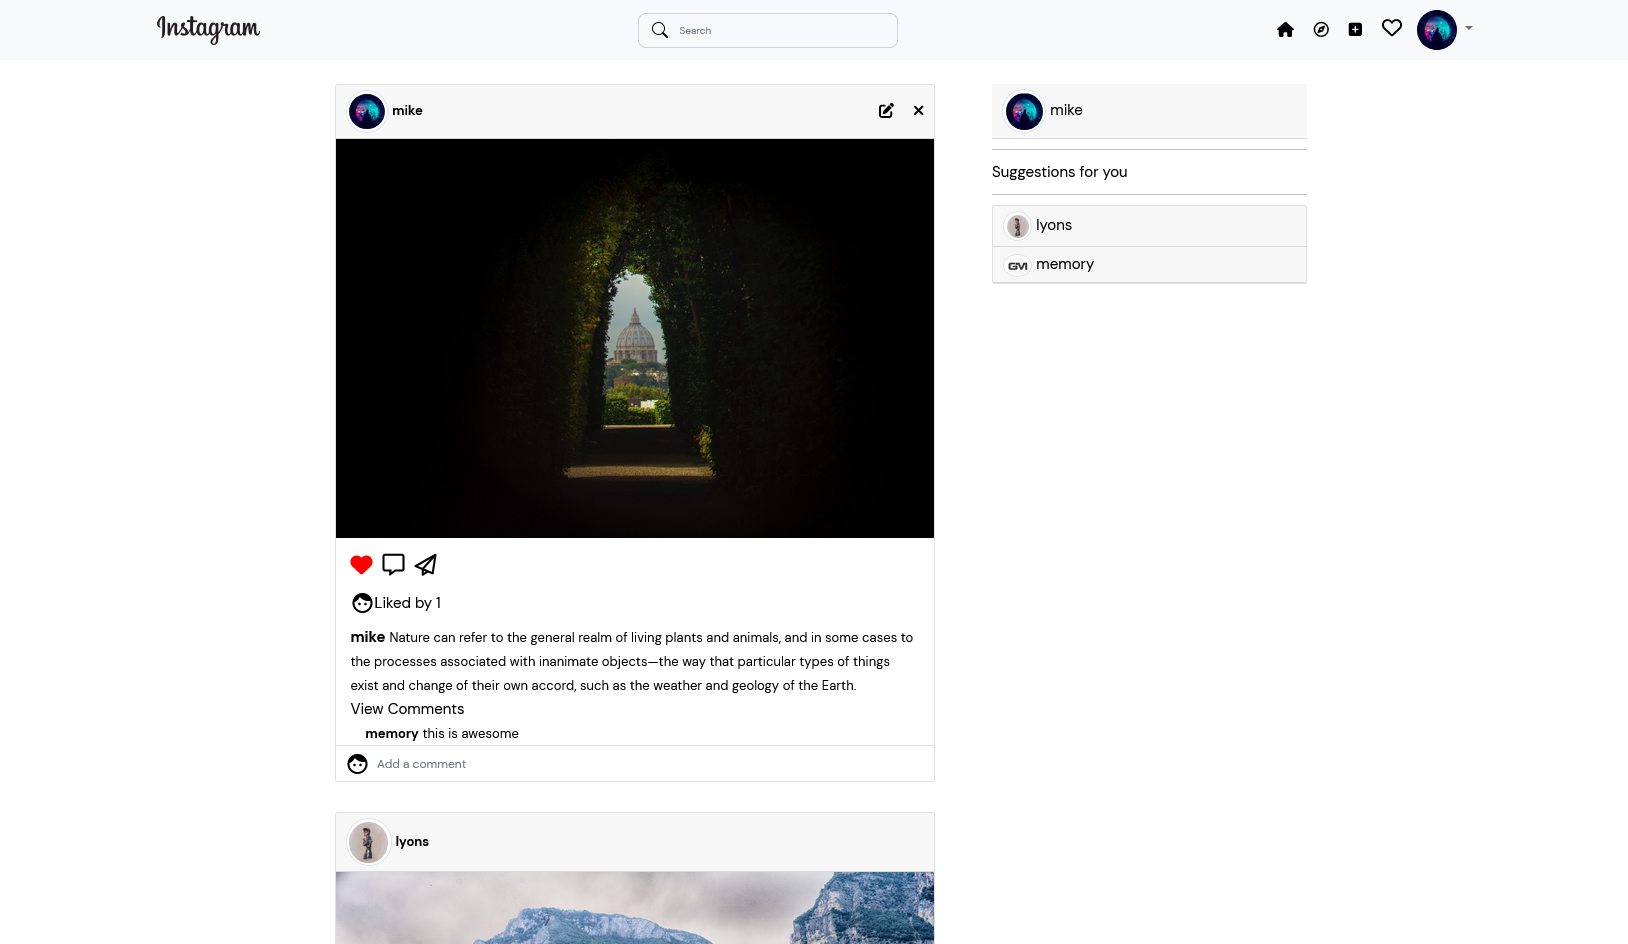 Instagram
Search
mike
mike
Suggestions for you
lyons
GM
memory
Liked by 1
mike Nature can refer to the general realm of living plants and animals, and in some cases to
the processes associated with inanimate objects—the way that particular types of things
exist and change of their own accord, such as the weather and geology of the Earth.
View Comments
memory this is awesome
Add a comment
lyons